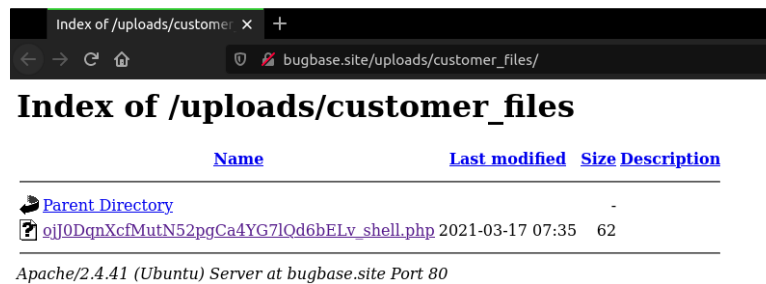 Index of /uploads/customer
bugbase.site/uploads/customer_files/
Index of /uploads/customer_files
Name Last modified Size Description
Parent Directory -
ojJ0DqnXcfMutN52pgCa4YG7lQd6bELv_shell.php 2021-03-17 07:35 62
Apache/2.4.41 (Ubuntu) Server at bugbase.site Port 80